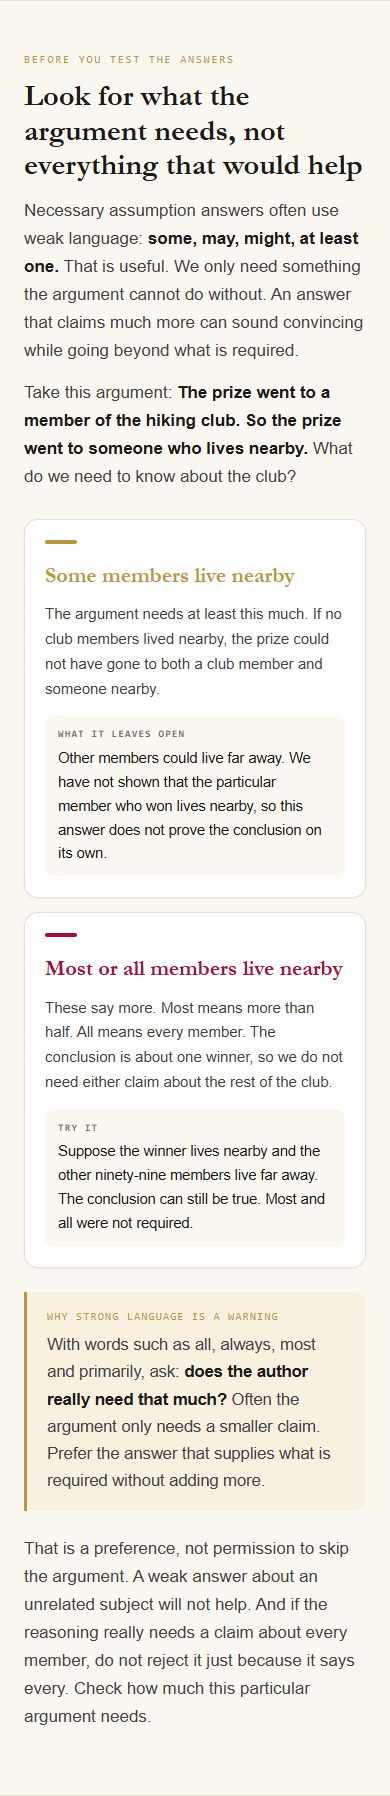 BEFORE YOU TEST THE ANSWERS
Look for what the
argument needs, not
everything that would help
Necessary assumption answers often use
weak language: some, may, might, at least
one. That is useful. We only need something
the argument cannot do without. An answer
that claims much more can sound convincing
while going beyond what is required.
Take this argument: The prize went to a
member of the hiking club. So the prize
went to someone who lives nearby. What
do we need to know about the club?
Some members live nearby
The argument needs at least this much. If no
club members lived nearby, the prize could
not have gone to both a club member and
someone nearby.
WHAT IT LEAVES OPEN
Other members could live far away. We
have not shown that the particular
member who won lives nearby, so this
answer does not prove the conclusion on
its own.
Most or all members live nearby
These say more. Most means more than
half. All means every member. The
conclusion is about one winner, so we do not
need either claim about the rest of the club.
TRY IT
Suppose the winner lives nearby and the
other ninety-nine members live far away.
The conclusion can still be true. Most and
all were not required.
WHY STRONG LANGUAGE IS A WARNING
With words such as all, always, most
and primarily, ask: does the author
really need that much? Often the
argument only needs a smaller claim.
Prefer the answer that supplies what is
required without adding more.
That is a preference, not permission to skip
the argument. A weak answer about an
unrelated subject will not help. And if the
reasoning really needs a claim about every
member, do not reject it just because it says
every. Check how much this particular
argument needs.